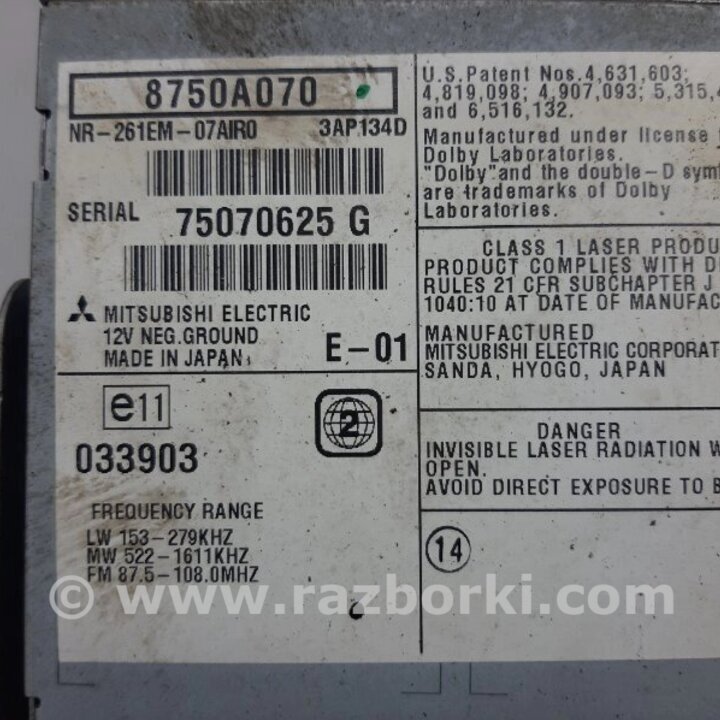 8750A070
NR-261EM-07AIR0 3AP134D
SERIAL 75070625 G
MITSUBISHI ELECTRIC
12V NEG.GROUND
MADE IN JAPAN
E-01
e11
2
033903
FREQUENCY RANGE
LW 153-279KHZ
MW 522-1611KHZ
FM 87.5-108.0MHZ
U.S.Patent Nos.4,631,603;
4,819,098; 4,907,093; 5,315,4
and 6,516,132.
Manufactured under license
Dolby Laboratories.
"Dolby"and the double-D sym
are trademarks of Dolby
Laboratories.
CLASS 1 LASER PRODU
PRODUCT COMPLIES WITH D
RULES 21 CFR SUBCHAPTER J
1040:10 AT DATE OF MANUFAC
MANUFACTURED
MITSUBISHI ELECTRIC CORPORAT
SANDA, HYOGO, JAPAN
DANGER
INVISIBLE LASER RADIATION W
OPEN.
AVOID DIRECT EXPOSURE TO B
14
© www.razborki.com